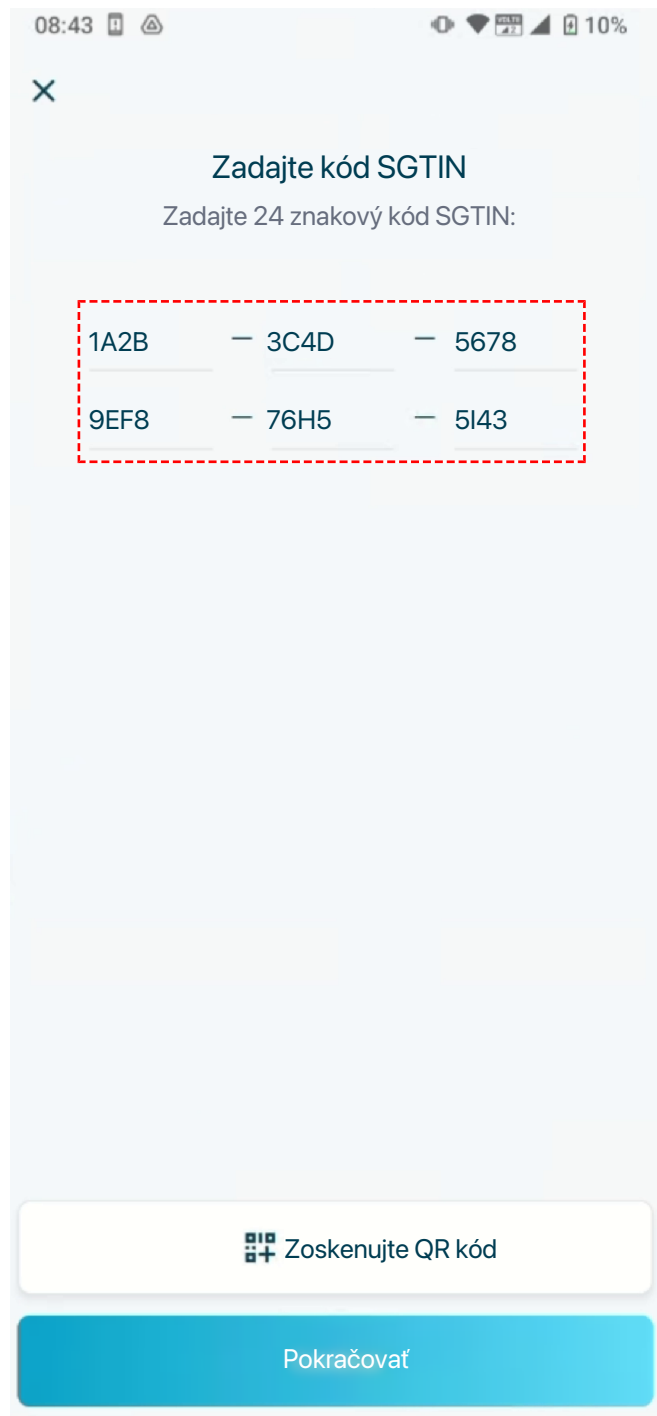 08:43 10%
Zadajte kód SGTIN
Zadajte 24 znakový kód SGTIN:
1A2B — 3C4D — 5678
9EF8 — 76H5 — 5I43
Zoskenujte QR kód
Pokračovať